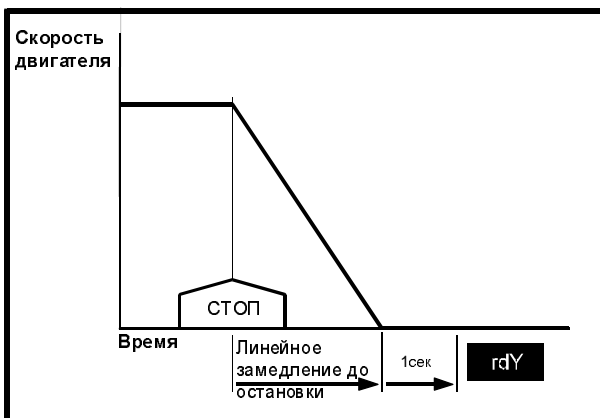 Скорость
двигателя
СТОП
Время
Линейное
замедление до
остановки
1сек
rdY